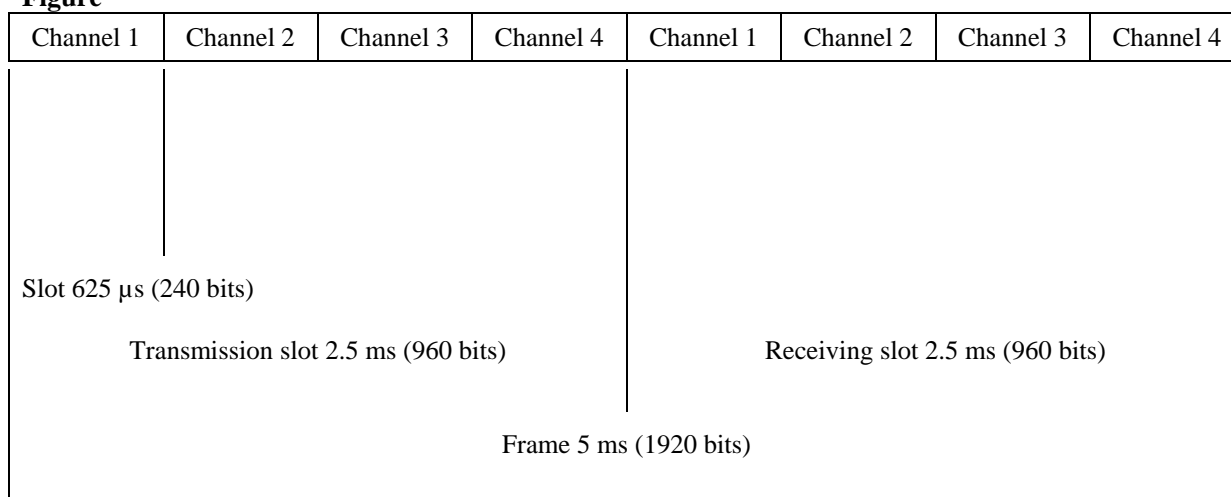 Figure
Channel 1 Channel 2 Channel 3 Channel 4 Channel 1 Channel 2 Channel 3 Channel 4
Slot 625 µs (240 bits)
Transmission slot 2.5 ms (960 bits) Receiving slot 2.5 ms (960 bits)
Frame 5 ms (1920 bits)